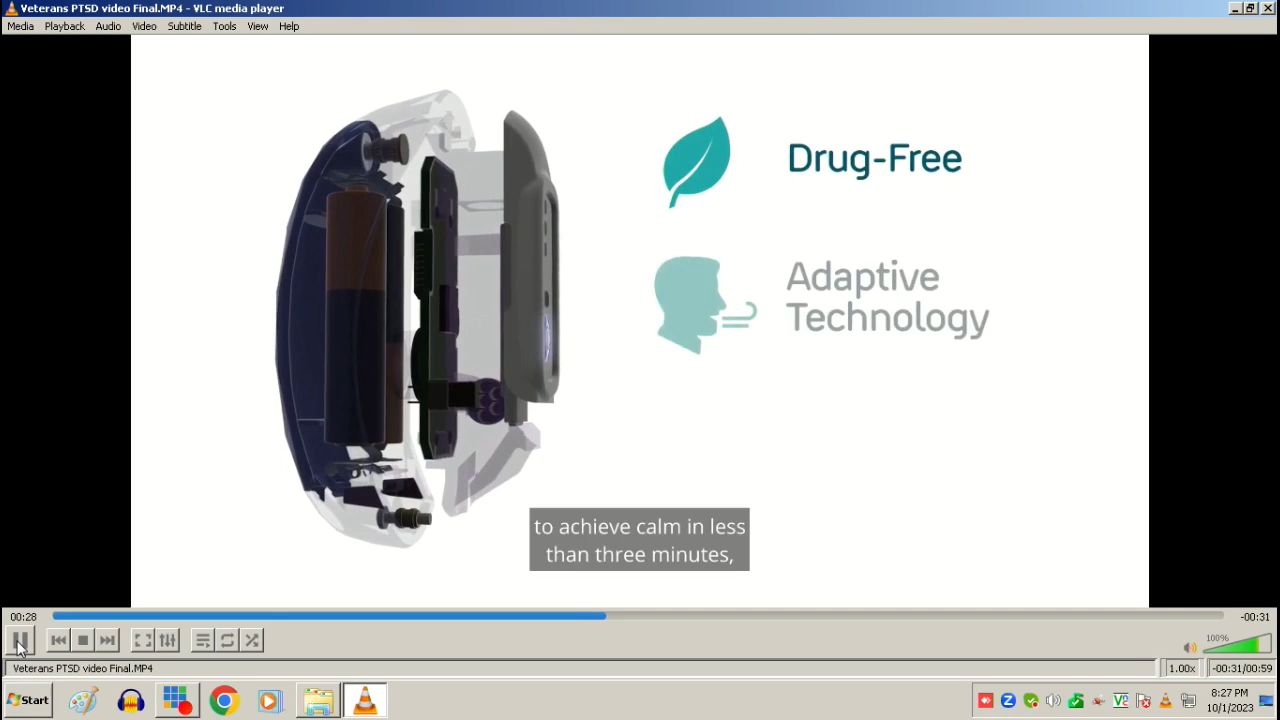 Veterans PTSD video Final.MP4 - VLC media player
Media Playback Audio Video Subtitle Tools View Help
Drug-Free
Adaptive
Technology
to achieve calm in less
than three minutes,
00:28
-00:31
100%
Veterans PTSD video Final.MP4
1.00x
-00:31/00:59
Start
8:27 PM
10/1/2023